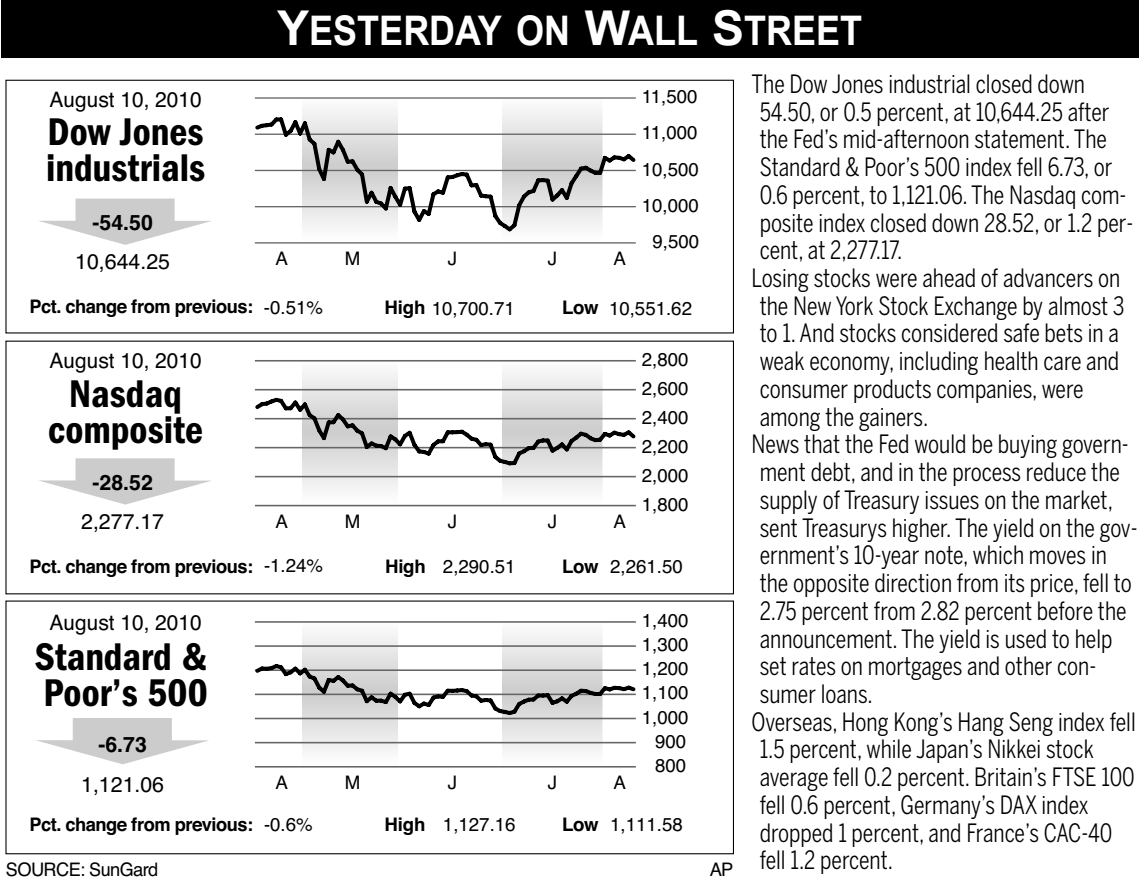 YESTERDAY ON WALL STREET
August 10, 2010
Dow Jones
industrials
-54.50
10,644.25
11,500
11,000
10,500
10,000
9,500
A M J J A
Pct. change from previous: -0.51% High 10,700.71 Low 10,551.62
August 10, 2010
Nasdaq
composite
-28.52
2,277.17
2,800
2,600
2,400
2,200
2,000
1,800
A M J J A
Pct. change from previous: -1.24% High 2,290.51 Low 2,261.50
August 10, 2010
Standard &
Poor's 500
-6.73
1,121.06
1,400
1,300
1,200
1,100
1,000
900
800
A M J J A
Pct. change from previous: -0.6% High 1,127.16 Low 1,111.58
SOURCE: SunGard AP
The Dow Jones industrial closed down
54.50, or 0.5 percent, at 10,644.25 after
the Fed's mid-afternoon statement. The
Standard & Poor's 500 index fell 6.73, or
0.6 percent, to 1,121.06. The Nasdaq com-
posite index closed down 28.52, or 1.2 per-
cent, at 2,277.17.
Losing stocks were ahead of advancers on
the New York Stock Exchange by almost 3
to 1. And stocks considered safe bets in a
weak economy, including health care and
consumer products companies, were
among the gainers.
News that the Fed would be buying govern-
ment debt, and in the process reduce the
supply of Treasury issues on the market,
sent Treasurys higher. The yield on the gov-
ernment's 10-year note, which moves in
the opposite direction from its price, fell to
2.75 percent from 2.82 percent before the
announcement. The yield is used to help
set rates on mortgages and other con-
sumer loans.
Overseas, Hong Kong's Hang Seng index fell
1.5 percent, while Japan's Nikkei stock
average fell 0.2 percent. Britain's FTSE 100
fell 0.6 percent, Germany's DAX index
dropped 1 percent, and France's CAC-40
fell 1.2 percent.